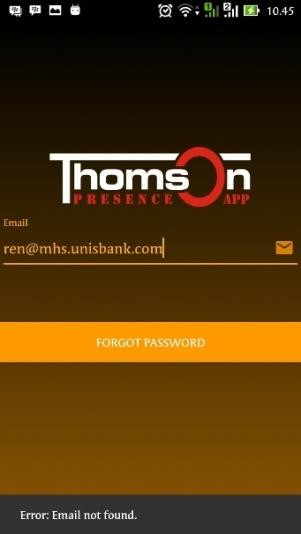 10.45
ThomsOn
PRESENCE APP
Email
ren@mhs.unisbank.com
FORGOT PASSWORD
Error: Email not found.